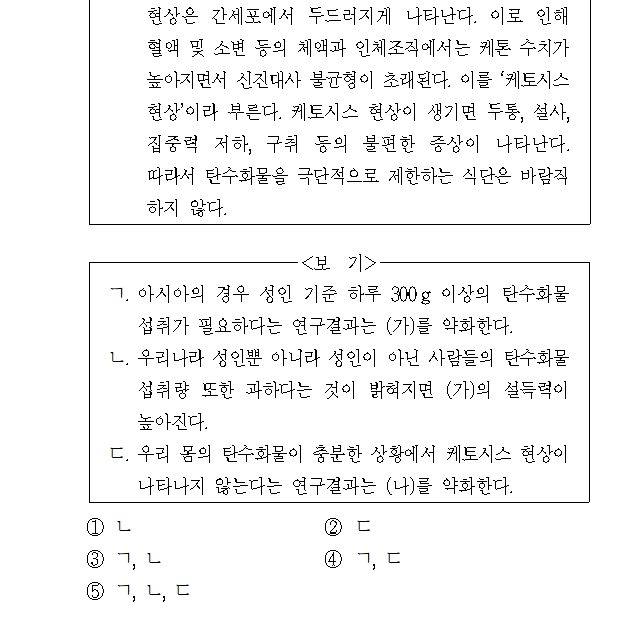 현상은 간세포에서 두드러지게 나타난다. 이로 인해
혈액 및 소변 등의 체액과 인체조직에서는 케톤 수치가
높아지면서 신진대사 불균형이 초래된다. 이를 ‘케토시스
현상’이라 부른다. 케토시스 현상이 생기면 두통, 설사,
집중력 저하, 구취 등의 불편한 증상이 나타난다.
따라서 탄수화물을 극단적으로 제한하는 식단은 바람직
하지 않다.
<보 기>
ㄱ. 아시아의 경우 성인 기준 하루 300g 이상의 탄수화물
섭취가 필요하다는 연구결과는 (가)를 약화한다.
ㄴ. 우리나라 성인뿐 아니라 성인이 아닌 사람들의 탄수화물
섭취량 또한 과하다는 것이 밝혀지면 (가)의 설득력이
높아진다.
ㄷ. 우리 몸의 탄수화물이 충분한 상황에서 케토시스 현상이
나타나지 않는다는 연구결과는 (나)를 약화한다.
① ㄴ ② ㄷ
③ ㄱ, ㄴ ④ ㄱ, ㄷ
⑤ ㄱ, ㄴ, ㄷ